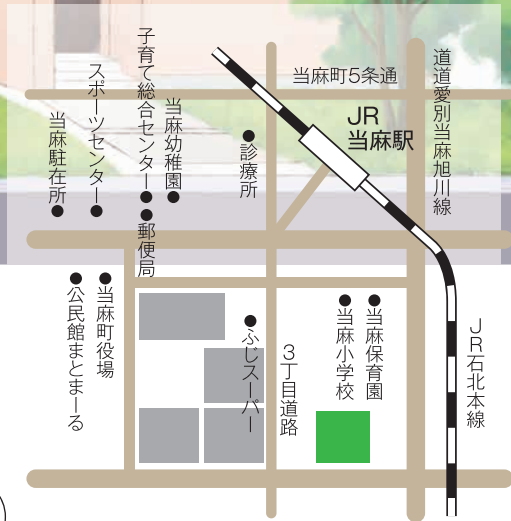 当麻町5条通
JR
当麻駅
道道愛別当麻旭川線
子育て総合センター
スポーツセンター
当麻幼稚園
当麻駐在所
診療所
郵便局
当麻町役場
公民館まとまーる
ふじスーパー
3丁目道路
当麻小学校
当麻保育園
JR石北本線